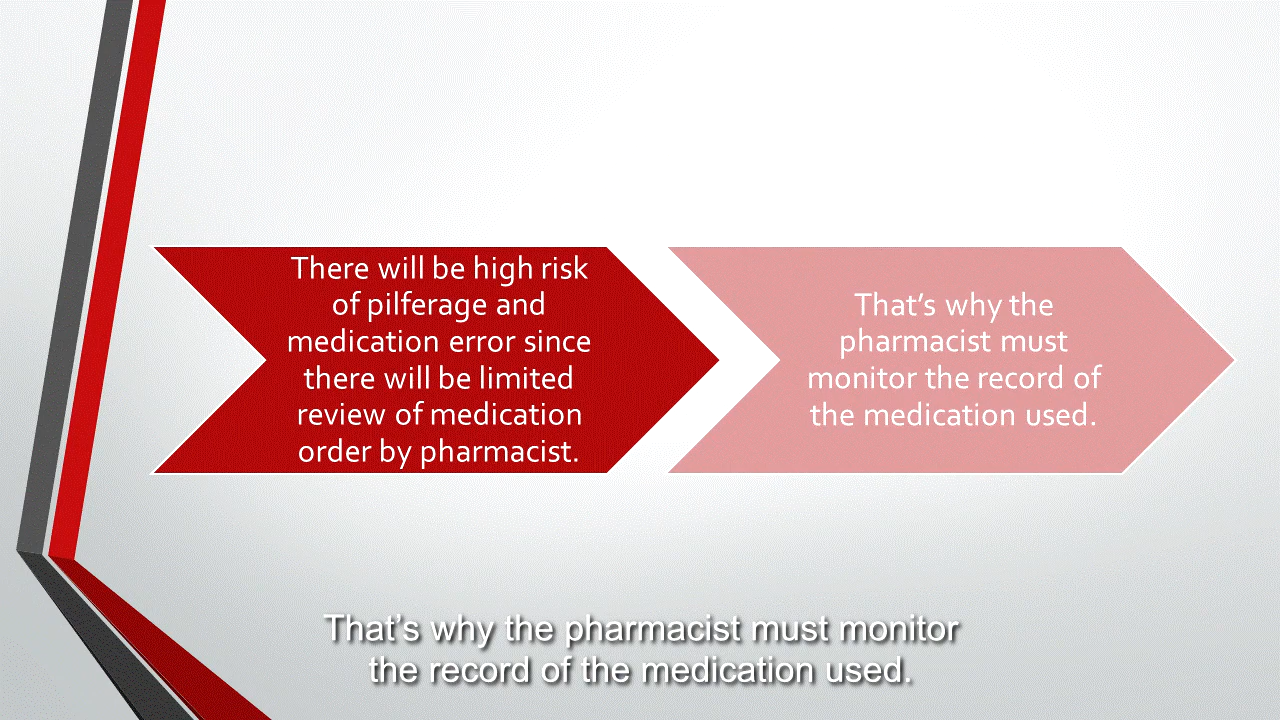 There will be high risk
of pilferage and
medication error since
there will be limited
review of medication
order by pharmacist.
That’s why the
pharmacist must
monitor the record of
the medication used.
That’s why the pharmacist must monitor
the record of the medication used.